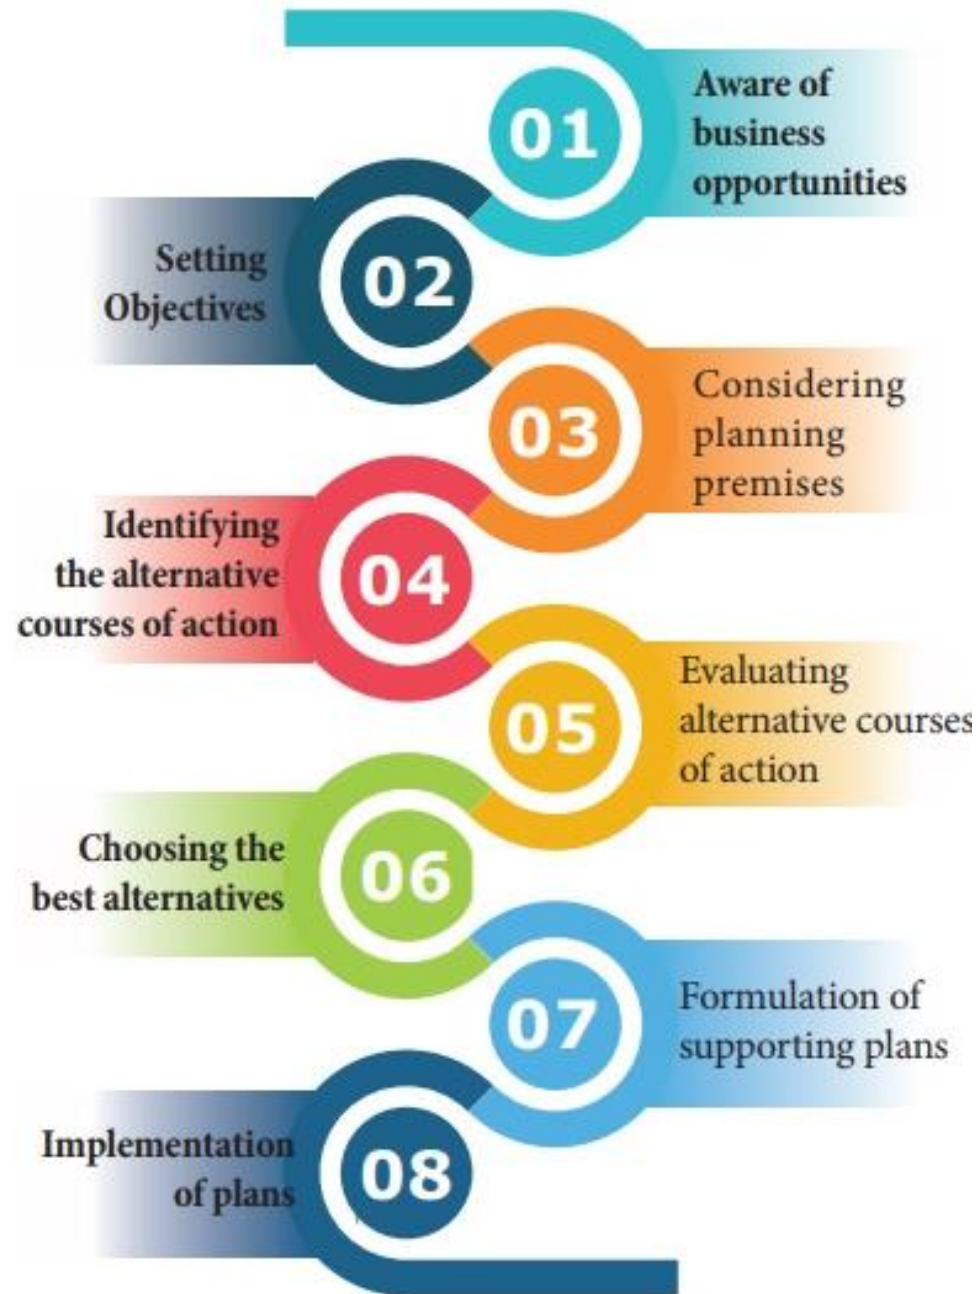 01
Aware of
business
opportunities
02
Setting
Objectives
03
Considering
planning
premises
04
Identifying
the alternative
courses of action
05
Evaluating
alternative courses
of action
06
Choosing the
best alternatives
07
Formulation of
supporting plans
08
Implementation
of plans